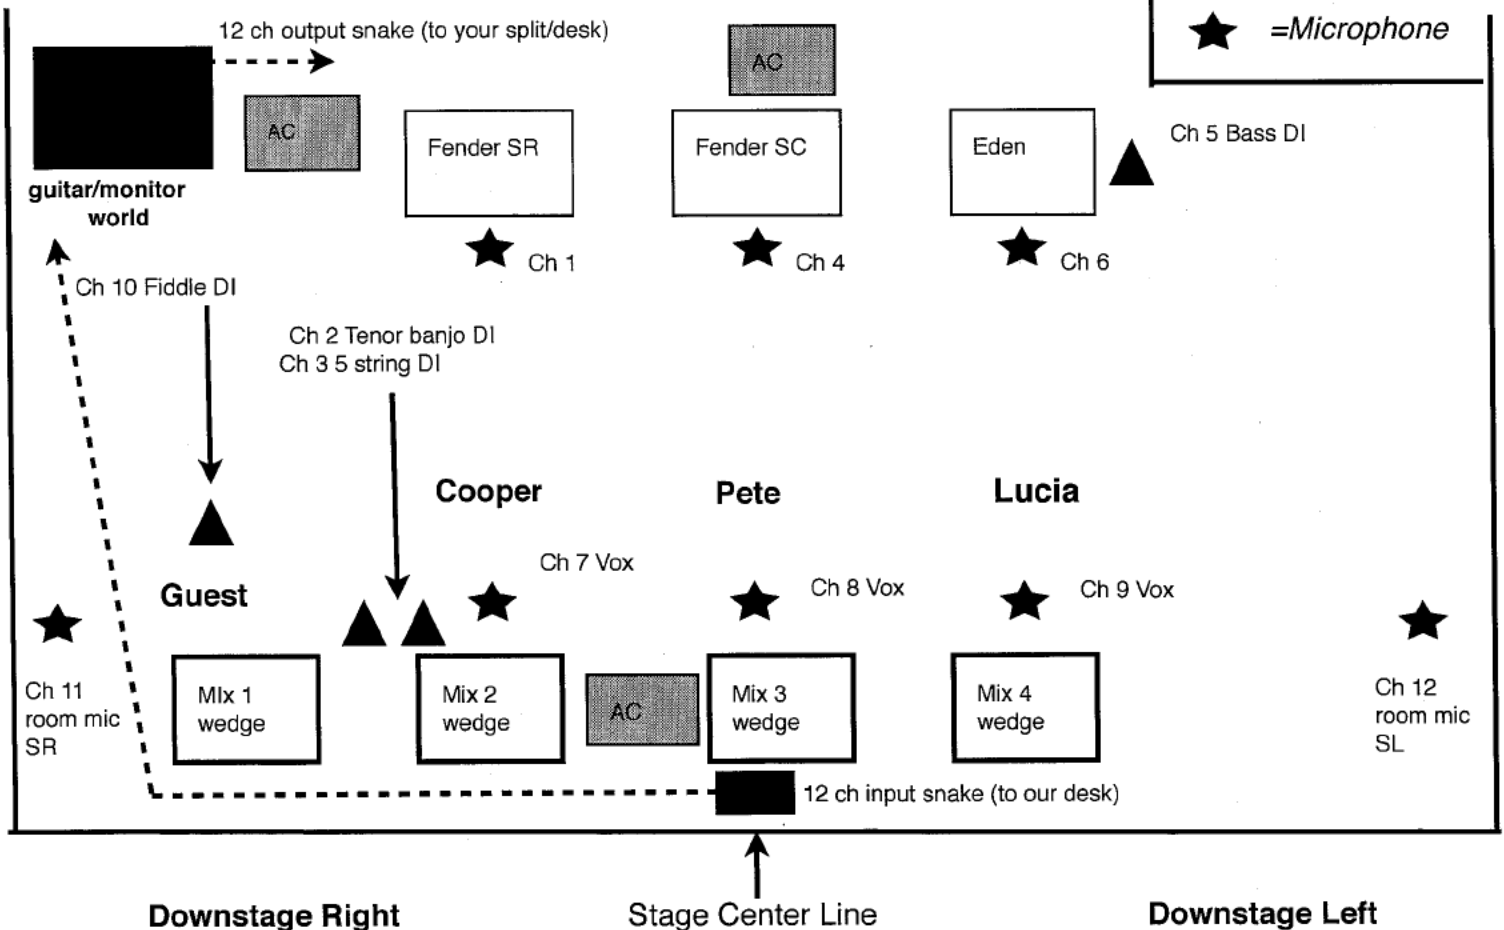 12 ch output snake (to your split/desk)
=Microphone
AC
AC
Fender SR
Fender SC
Eden
Ch 5 Bass DI
guitar/monitor
world
Ch 1
Ch 4
Ch 6
Ch 10 Fiddle DI
Ch 2 Tenor banjo DI
Ch 3 5 string DI
Cooper
Pete
Lucia
Ch 7 Vox
Ch 8 Vox
Ch 9 Vox
Guest
Ch 11
room mic
SR
MIx 1
wedge
Mix 2
wedge
AC
Mix 3
wedge
Mix 4
wedge
Ch 12
room mic
SL
12 ch input snake (to our desk)
Downstage Right
Stage Center Line
Downstage Left